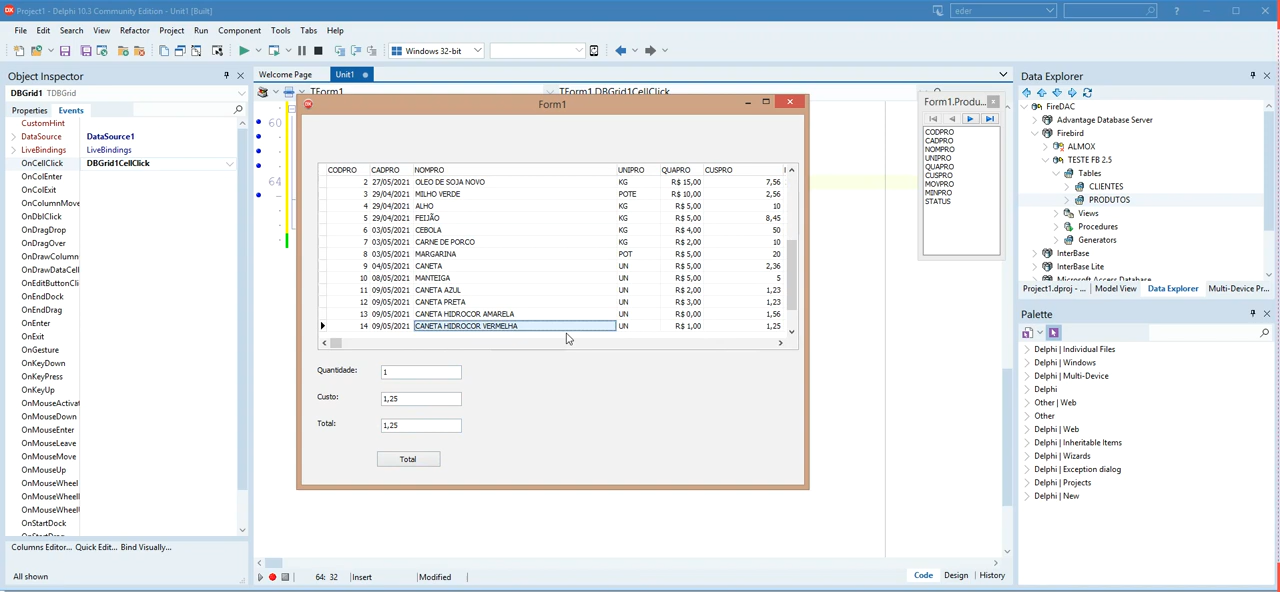 Project1 - Delphi 10.3 Community Edition - Unit1 [Built]
eder
File Edit Search View Refactor Project Run Component Tools Tabs Help
Windows 32-bit
Object Inspector
DBGrid1 TDBGrid
Properties Events
CustomHint
DataSource DataSource1
LiveBindings LiveBindings
OnCellClick DBGrid1CellClick
OnColEnter
OnColExit
OnColumnMove
OnDblClick
OnDragDrop
OnDragOver
OnDrawColumn
OnDrawDataCell
OnEditButtonCli
OnEndDock
OnEndDrag
OnEnter
OnExit
OnGesture
OnKeyDown
OnKeyPress
OnKeyUp
OnMouseActivat
OnMouseDown
OnMouseEnter
OnMouseLeave
OnMouseMove
OnMouseUp
OnMouseWheel
OnMouseWheel
OnMouseWheel
OnStartDock
Columns Editor... Quick Edit... Bind Visually...
All shown
Welcome Page Unit1
TForm1 TForm1.DBGrid1CellClick
60
64
Form1
CODPRO CADPRO NOMPRO UNIPRO QUAPRO CUSPRO
2 27/05/2021 OLEO DE SOJA NOVO KG R$ 15,00 7,56
3 29/04/2021 MILHO VERDE POTE R$ 10,00 2,56
4 29/04/2021 ALHO KG R$ 5,00 10
5 29/04/2021 FEIJÃO KG R$ 5,00 8,45
6 03/05/2021 CEBOLA KG R$ 4,00 50
7 03/05/2021 CARNE DE PORCO KG R$ 2,00 10
8 03/05/2021 MARGARINA POT R$ 5,00 20
9 04/05/2021 CANETA UN R$ 5,00 2,36
10 08/05/2021 MANTEIGA UN R$ 5,00 5
11 09/05/2021 CANETA AZUL UN R$ 2,00 1,23
12 09/05/2021 CANETA PRETA UN R$ 3,00 1,23
13 09/05/2021 CANETA HIDROCOR AMARELA UN R$ 0,00 1,56
14 09/05/2021 CANETA HIDROCOR VERMELHA UN R$ 1,00 1,25
Quantidade: 1
Custo: 1,25
Total: 1,25
Total
64: 32 Insert Modified
Code Design History
Form1.Produ...
CODPRO
CADPRO
NOMPRO
UNIPRO
QUAPRO
CUSPRO
MOVPRO
MINPRO
STATUS
Data Explorer
FireDAC
Advantage Database Server
Firebird
ALMOX
TESTE FB 2.5
Tables
CLIENTES
PRODUTOS
Views
Procedures
Generators
InterBase
InterBase Lite
Microsoft Access Database
Project1.dproj - ... Model View Data Explorer Multi-Device Pr...
Palette
Delphi | Individual Files
Delphi | Windows
Delphi | Multi-Device
Delphi
Other | Web
Other
Delphi | Web
Delphi | Inheritable Items
Delphi | Wizards
Delphi | Exception dialog
Delphi | Projects
Delphi | New